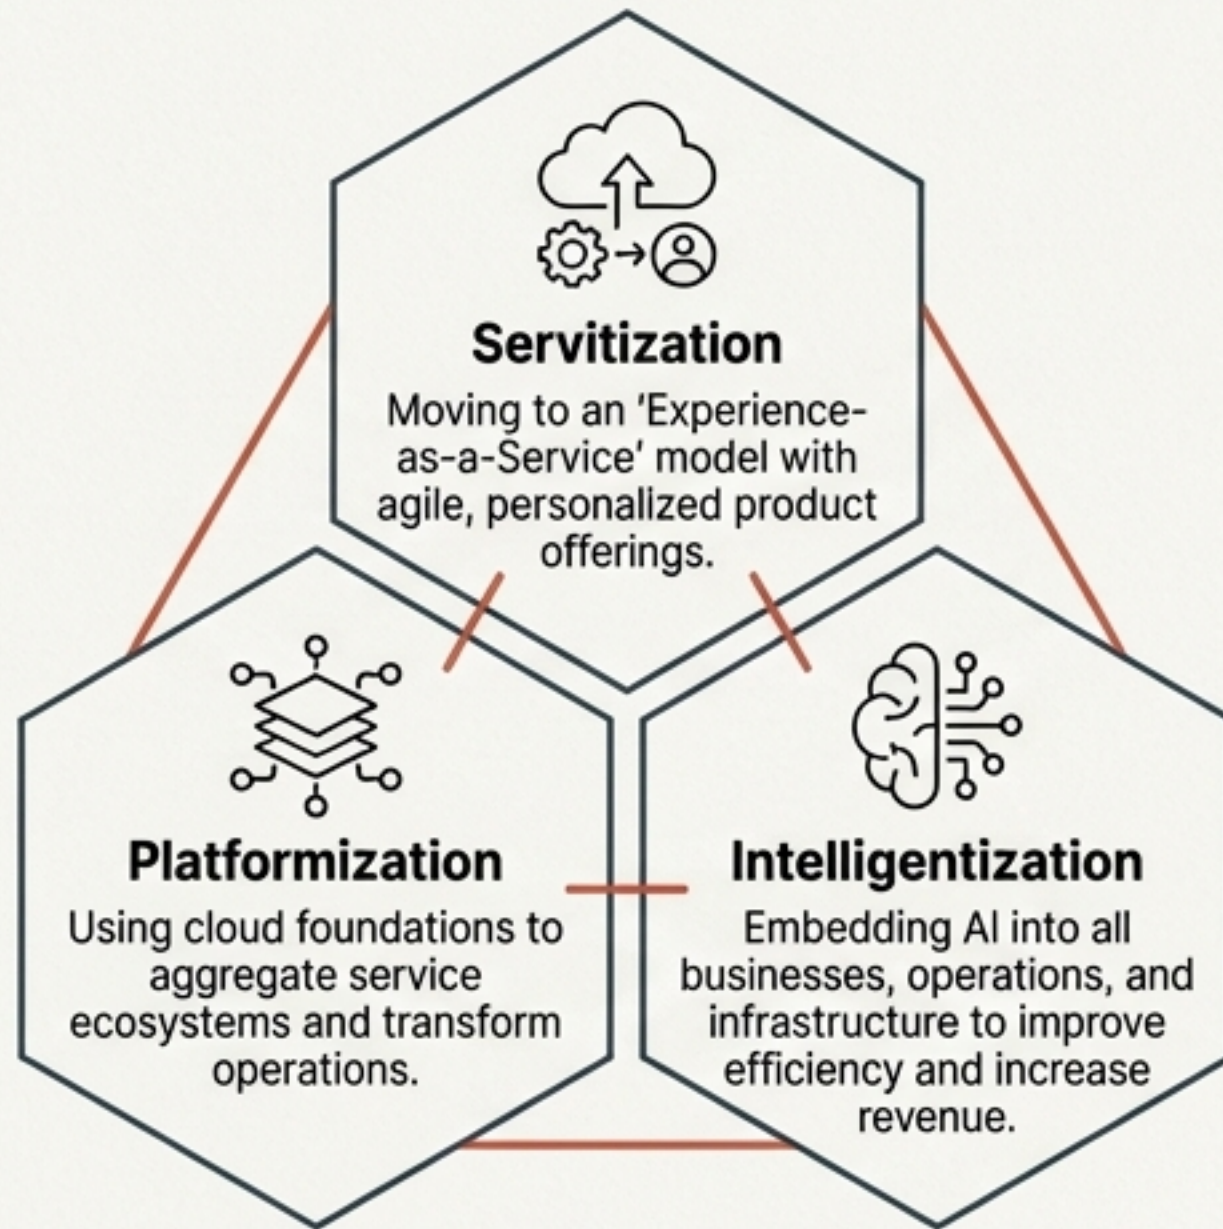 Servitization
Moving to an 'Experience-
as-a-Service' model with
agile, personalized product
offerings.
Platformization
Using cloud foundations to
aggregate service
ecosystems and transform
operations.
Intelligentization
Embedding AI into all
businesses, operations, and
infrastructure to improve
efficiency and increase
revenue.